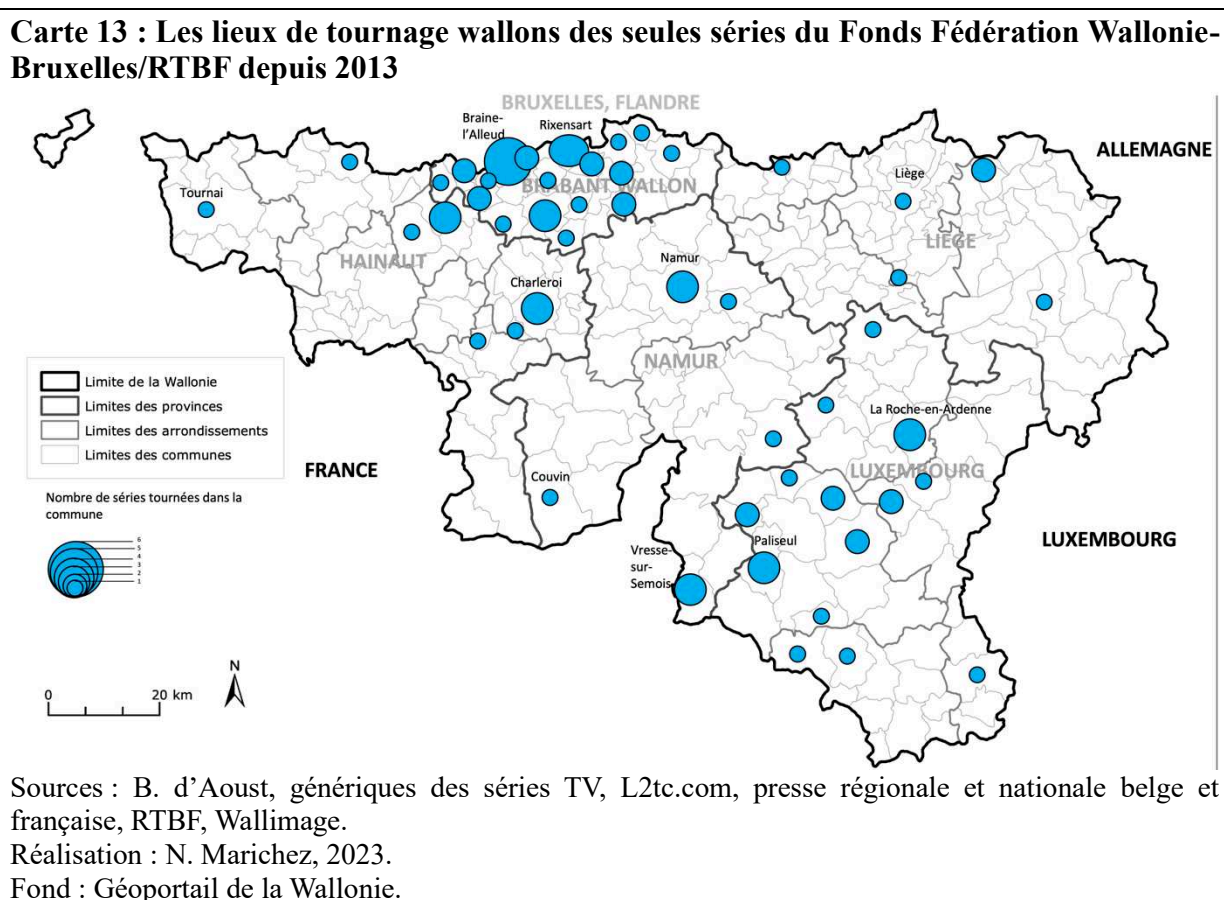 Carte 13 : Les lieux de tournage wallons des seules séries du Fonds Fédération Wallonie-
Bruxelles/RTBF depuis 2013
BRUXELLES, FLANDRE
Braine-
l'Alleud
Rixensart
ALLEMAGNE
Tournai
BRABANT WALLON
Liège
LIÈGE
HAINAUT
Charleroi
Namur
NAMUR
Limite de la Wallonie
Limites des provinces
Limites des arrondissements
Limites des communes
La Roche-en-Ardenne
FRANCE
LUXEMBOURG
Couvin
Nombre de séries tournées dans la
commune
6
5
4
3
2
1
Vresse-
sur-
Semois
Paliseul
LUXEMBOURG
N
0 20 km
Sources : B. d'Aoust, génériques des séries TV, L2tc.com, presse régionale et nationale belge et
française, RTBF, Wallimage.
Réalisation : N. Marichez, 2023.
Fond : Géoportail de la Wallonie.